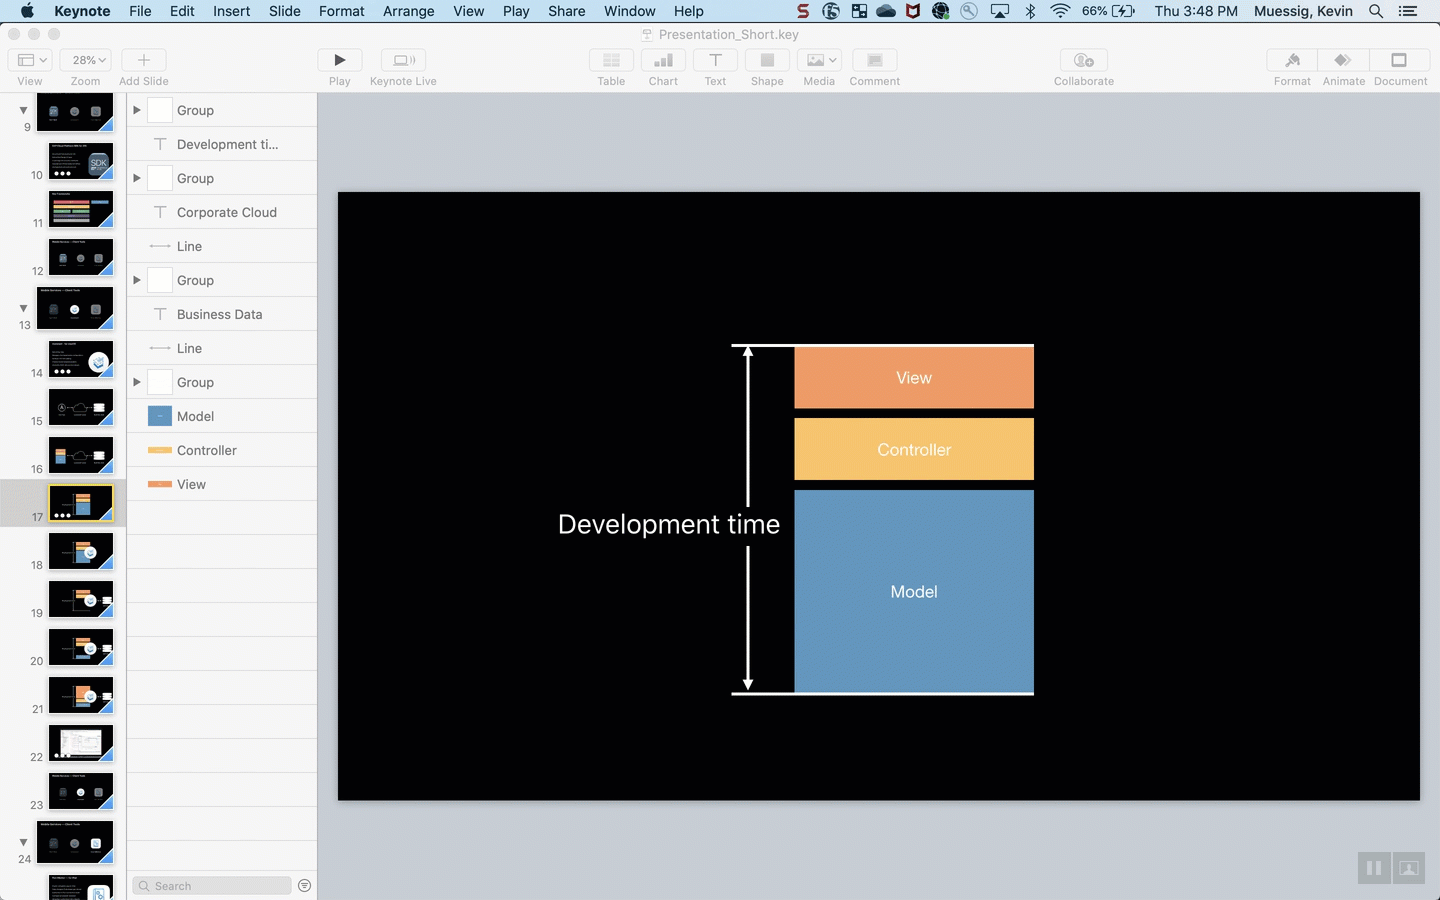 Keynote File Edit Insert Slide Format Arrange View Play Share Window Help 66% Thu 3:48 PM Muessig, Kevin
Presentation_Short.key
28%
View Zoom Add Slide Play Keynote Live Table Chart Text Shape Media Comment Collaborate Format Animate Document
9
10
SDK
11
12
13
14
15
16
17
18
19
20
21
22
23
24
Group
Development ti...
Group
Corporate Cloud
Line
Group
Business Data
Line
Group
Model
Controller
View
Search
View
Controller
Development time
Model